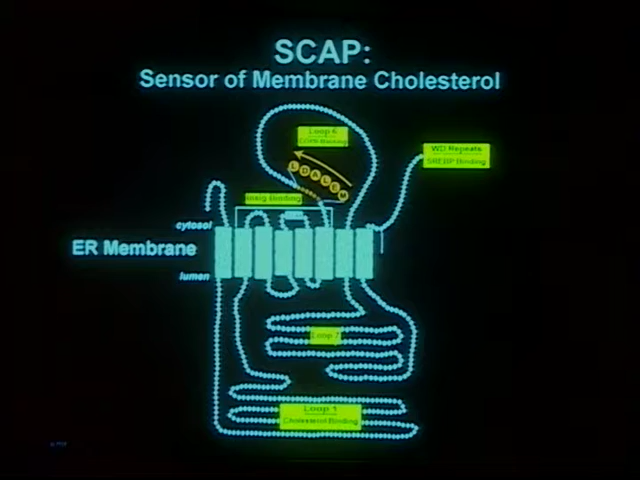 SCAP:
Sensor of Membrane Cholesterol
Loop 6
COPII Binding
WD Repeats
SREBP Binding
L D A L E M
Insig Binding
cytosol
ER Membrane
lumen
Loop 7
Loop 1
Cholesterol Binding